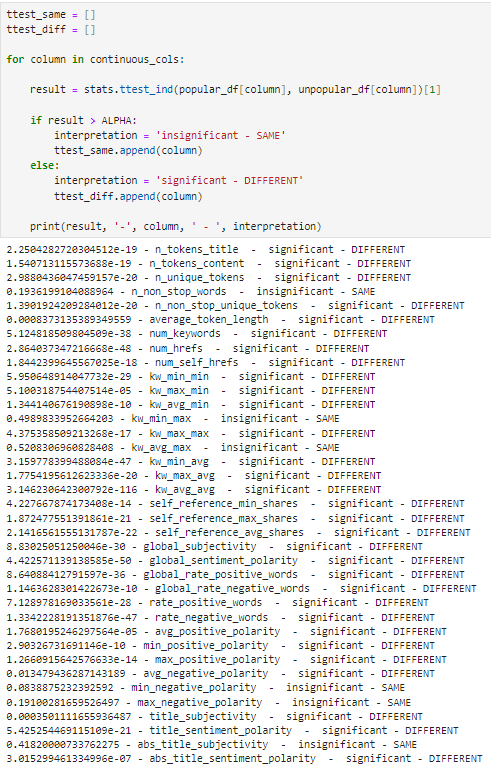 ttest_same = []
ttest_diff = []
for column in continuous_cols:
result = stats.ttest_ind(popular_df[column], unpopular_df[column])[1]
if result > ALPHA:
interpretation = 'insignificant - SAME'
ttest_same.append(column)
else:
interpretation = 'significant - DIFFERENT'
ttest_diff.append(column)
print(result, '-', column, ' - ', interpretation)
2.2504282720304512e-19 - n_tokens_title  -  significant - DIFFERENT
1.540713115573688e-19 - n_tokens_content  -  significant - DIFFERENT
2.9880436047459157e-20 - n_unique_tokens  -  significant - DIFFERENT
0.1936199104088964 - n_non_stop_words  -  insignificant - SAME
1.3901924209284012e-20 - n_non_stop_unique_tokens  -  significant - DIFFERENT
0.0008373135389349559 - average_token_length  -  significant - DIFFERENT
5.124818509804509e-38 - num_keywords  -  significant - DIFFERENT
2.864037347216668e-48 - num_hrefs  -  significant - DIFFERENT
1.8442399645567025e-18 - num_self_hrefs  -  significant - DIFFERENT
5.950648914047732e-29 - kw_min_min  -  significant - DIFFERENT
5.100318754407514e-05 - kw_max_min  -  significant - DIFFERENT
1.344140676190898e-10 - kw_avg_min  -  significant - DIFFERENT
0.4989833952664203 - kw_min_max  -  insignificant - SAME
4.375358509213268e-17 - kw_max_max  -  significant - DIFFERENT
0.5208306960828408 - kw_avg_max  -  insignificant - SAME
3.1597783994880­84e-47 - kw_min_avg  -  significant - DIFFERENT
1.7754195612623336e-20 - kw_max_avg  -  significant - DIFFERENT
3.146230642300792e-116 - kw_avg_avg  -  significant - DIFFERENT
4.227667874173408e-14 - self_reference_min_shares  -  significant - DIFFERENT
1.872477551391861e-21 - self_reference_max_shares  -  significant - DIFFERENT
2.1416561555131787e-22 - self_reference_avg_shares  -  significant - DIFFERENT
8.83025051250046e-30 - global_subjectivity  -  significant - DIFFERENT
4.422571139138585e-50 - global_sentiment_polarity  -  significant - DIFFERENT
8.64088412791597e-36 - global_rate_positive_words  -  significant - DIFFERENT
1.1463628301422673e-10 - global_rate_negative_words  -  significant - DIFFERENT
7.128978169033561e-28 - rate_positive_words  -  significant - DIFFERENT
1.3342228191351876e-47 - rate_negative_words  -  significant - DIFFERENT
1.7680195246297564e-05 - avg_positive_polarity  -  significant - DIFFERENT
2.90326731691146e-10 - min_positive_polarity  -  significant - DIFFERENT
1.2660915642576633e-14 - max_positive_polarity  -  significant - DIFFERENT
0.013479436287143189 - avg_negative_polarity  -  significant - DIFFERENT
0.0838875232392592 - min_negative_polarity  -  insignificant - SAME
0.19100281659526497 - max_negative_polarity  -  insignificant - SAME
0.0003501111655936487 - title_subjectivity  -  significant - DIFFERENT
5.425254469115109e-21 - title_sentiment_polarity  -  significant - DIFFERENT
0.41820000733762275 - abs_title_subjectivity  -  insignificant - SAME
3.015299461334996e-07 - abs_title_sentiment_polarity  -  significant - DIFFERENT